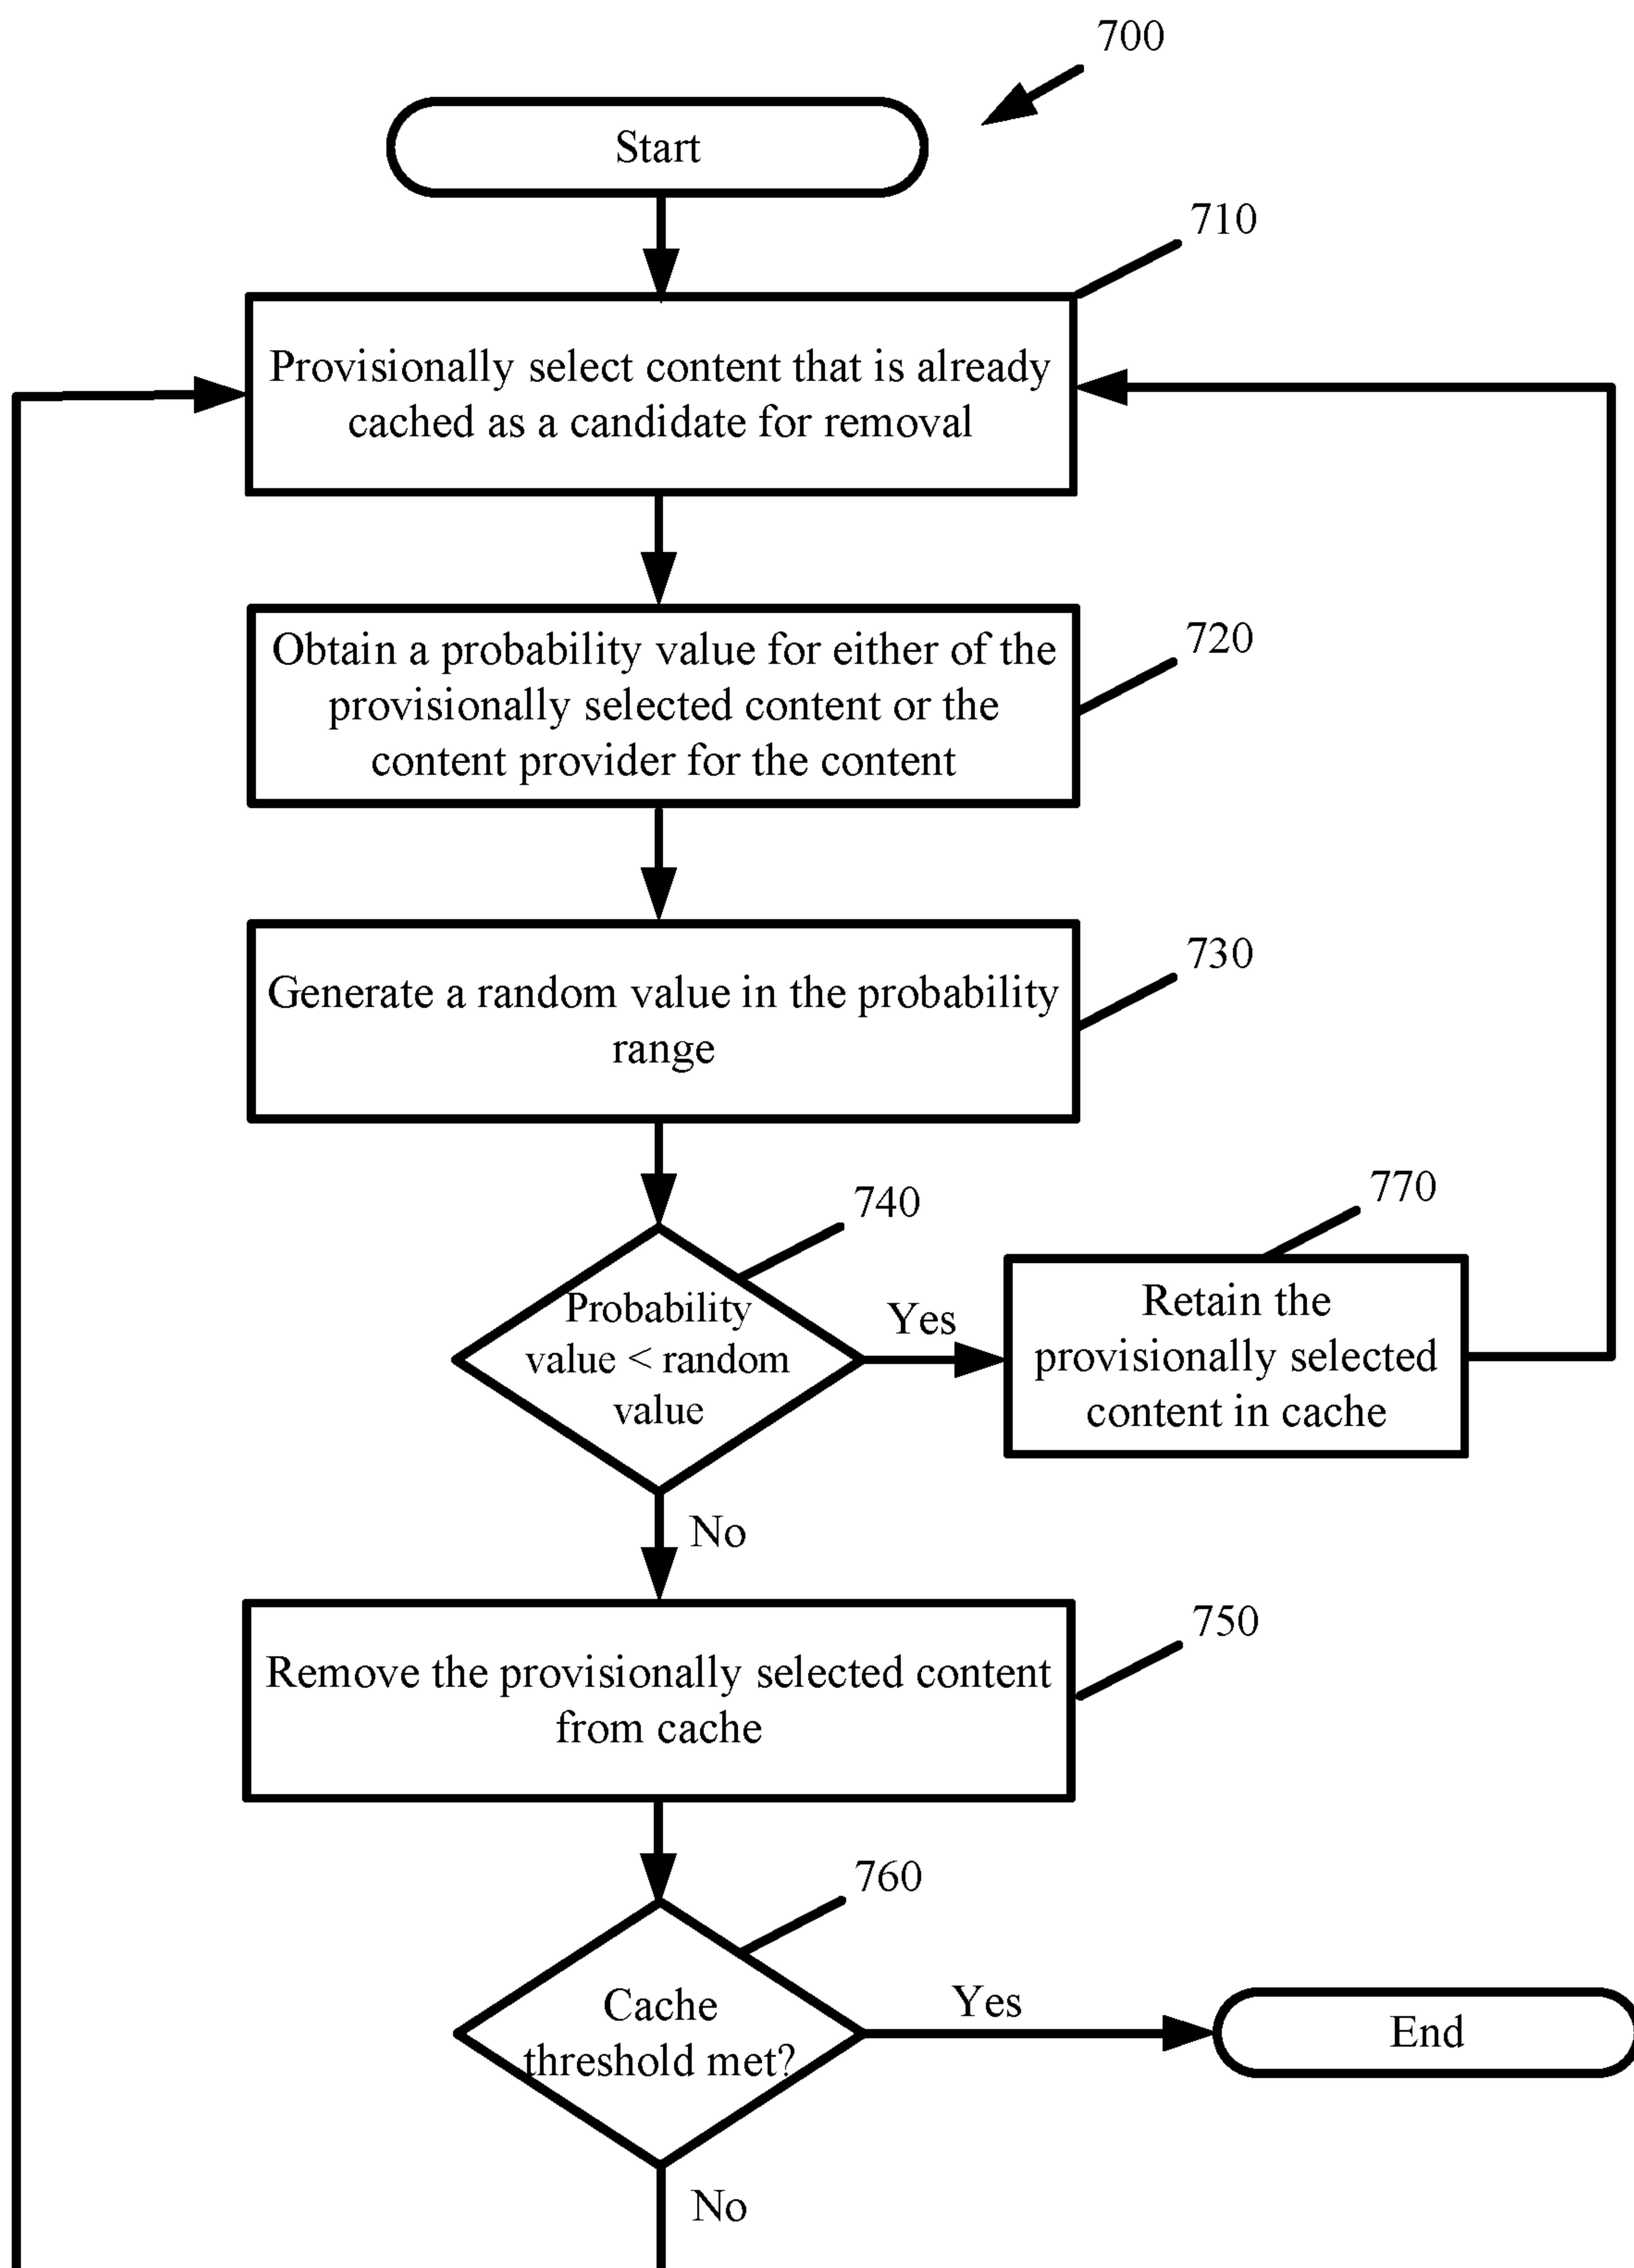 700
Start
710
Provisionally select content that is already
cached as a candidate for removal
720
Obtain a probability value for either of the
provisionally selected content or the
content provider for the content
730
Generate a random value in the probability
range
740
770
Probability
value < random
value
Yes
Retain the
provisionally selected
content in cache
No
750
Remove the provisionally selected content
from cache
760
Cache
threshold met?
Yes
End
No